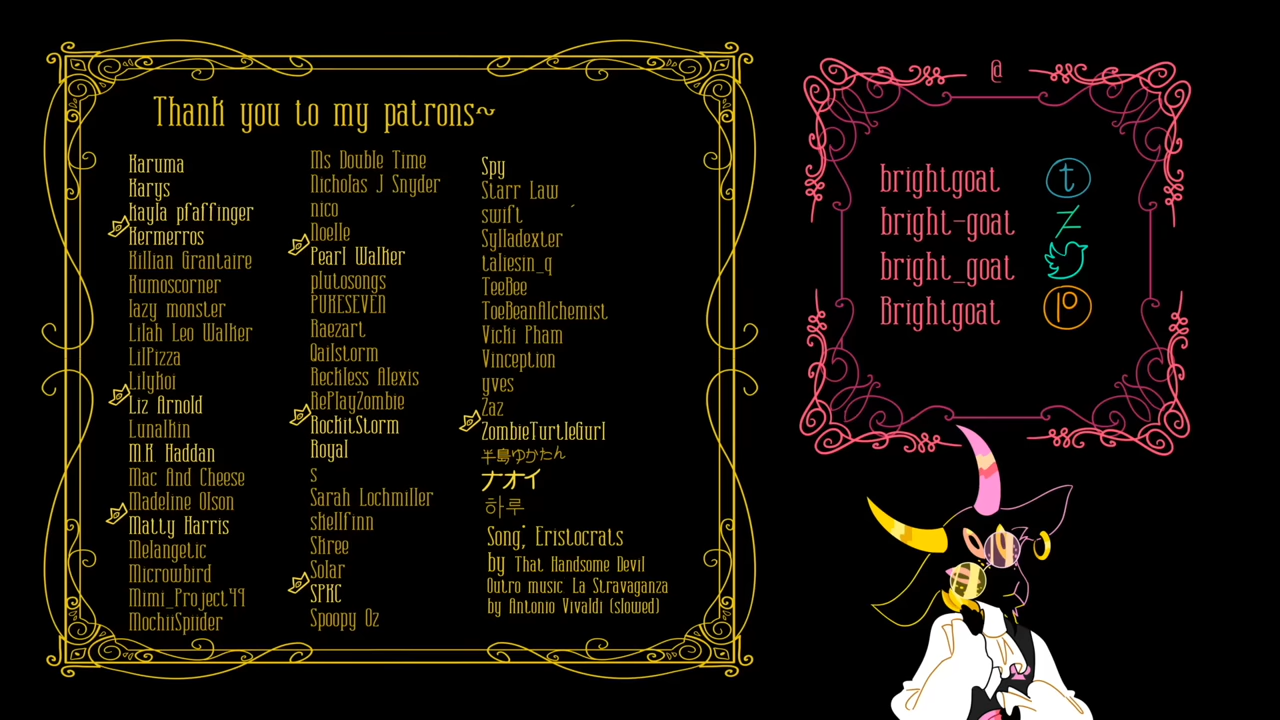 Thank you to my patrons~
Karuma
Karys
Kayla pfaffinger
Kermerros
Killian Grantaire
Kumoscorner
lazy monster
Lilah Leo Walker
LilPizza
LilyKoi
Liz Arnold
Lunalkin
M.K. Haddan
Mac And Cheese
Madeline Olson
Matty Harris
Melangetic
Microwbird
Mimi_Project49
MochiiSpiider
Ms Double Time
Nicholas J Snyder
nico
Noelle
Pearl Walker
plutosongs
PUKESEVEN
Raezart
Qailstorm
Reckless Alexis
RePlayZombie
RockitStorm
Royal
s
Sarah Lochmiller
skellfinn
Skree
Solar
SPKC
Spoopy Oz
Spy
Starr Law
swift
Sylladexter
taliesin_q
TeeBee
ToeBeanAlchemist
Vicki Pham
Vinception
yves
Zaz
ZombieTurtleGurl
半島ゆかたん
ナオイ
하루
Song; Eristocrats
by That Handsome Devil
Outro music La Stravaganza
by Antonio Vivaldi (slowed)
@
brightgoat t
bright-goat
bright_goat
Brightgoat